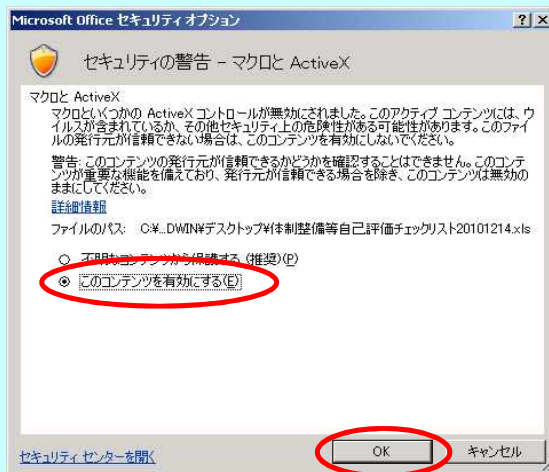 Microsoft Office セキュリティ オプション
セキュリティの警告 - マクロと ActiveX
マクロと ActiveX
マクロといくつかの ActiveX コントロールが無効にされました。このアクティブ コンテンツには、ウ
イルスが含まれているか、その他セキュリティ上の危険性がある可能性があります。このファイ
ルの発行元が信頼できない場合は、このコンテンツを有効にしないでください。
警告: このコンテンツの発行元が信頼できるかどうかを確認することはできません。このコンテ
ンツが重要な機能を備えており、発行元が信頼できる場合を除き、このコンテンツは無効の
ままにしてください。
詳細情報
ファイルのパス: C:¥...DWIN¥デスクトップ¥体制整備等自己評価チェックリスト20101214.xls
不明なコンテンツから保護する (推奨)(P)
このコンテンツを有効にする(E)
セキュリティ センターを開く
OK
キャンセル